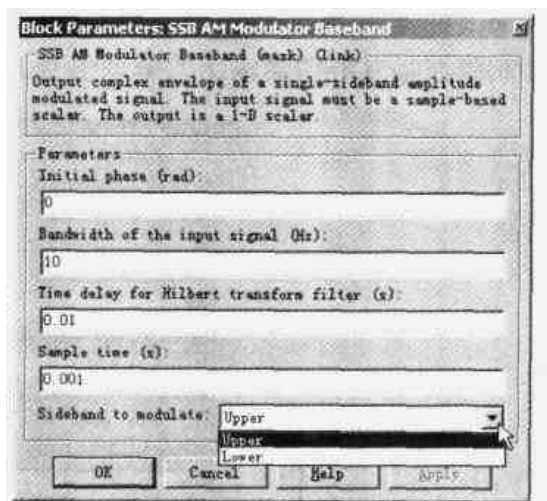 Block Parameters: SSB AM Modulator Baseband
SSB AM Modulator Baseband (mask) (link)
Output complex envelope of a single-sideband amplitude
modulated signal. The input signal must be a sample-based
scalar. The output is a 1-D scalar.
Parameters
Initial phase (rad):
0
Bandwidth of the input signal (Hz):
10
Time delay for Hilbert transform filter (s):
0.01
Sample time (s)
0.001
Sideband to modulate: Upper
Upper
Lower
OK Cancel Help Apply